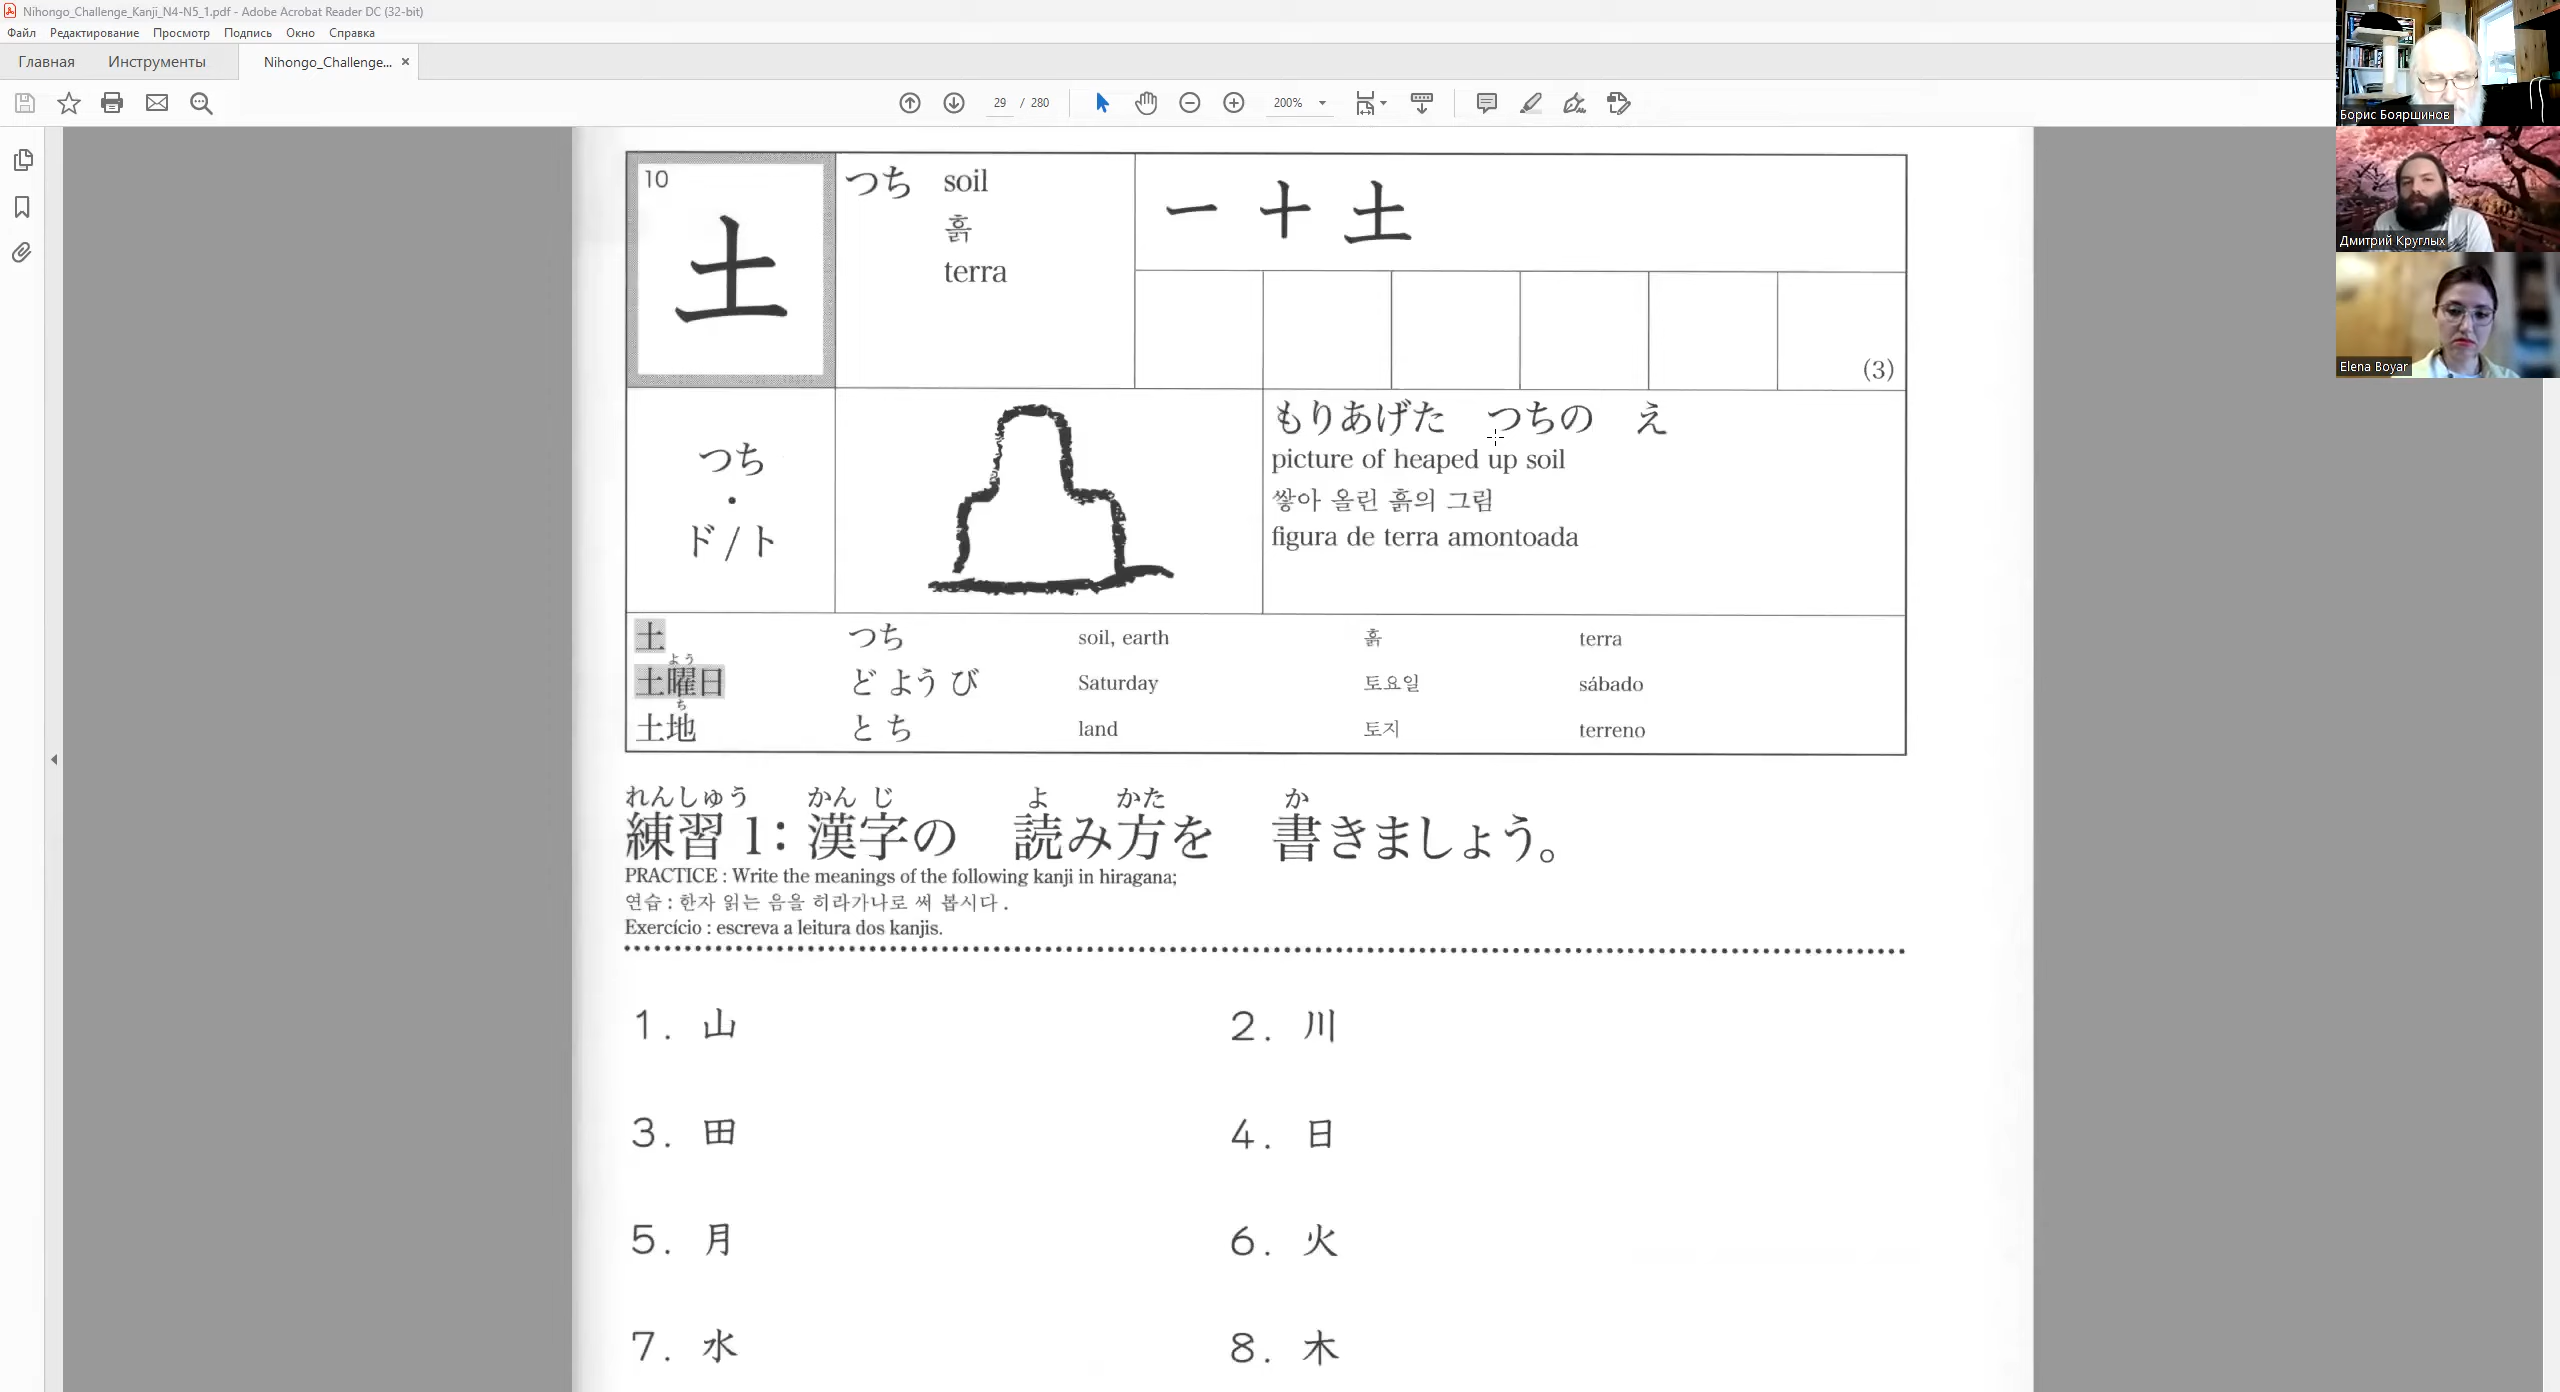 Nihongo_Challenge_Kanji_N4-N5_1.pdf - Adobe Acrobat Reader DC (32-bit)
Файл Редактирование Просмотр Подпись Окно Справка
Главная Инструменты Nihongo_Challenge... ×
29 / 280 200%
Борис Бояршинов
Дмитрий Круглых
Elena Boyar
10
土
つち soil
흙
terra
一 十 土
(3)
つち
・
ド/ト
もりあげた つちの え
picture of heaped up soil
쌓아 올린 흙의 그림
figura de terra amontoada
土 つち soil, earth 흙 terra
よう
土曜日 ど よう び Saturday 토요일 sábado
ち
土地 と ち land 토지 terreno
れんしゅう かん じ よ かた か
練習 1: 漢字の 読み方を 書きましょう。
PRACTICE : Write the meanings of the following kanji in hiragana;
연습 : 한자 읽는 음을 히라가나로 써 봅시다 .
Exercício : escreva a leitura dos kanjis.
1. 山 2. 川
3. 田 4. 日
5. 月 6. 火
7. 水 8. 木